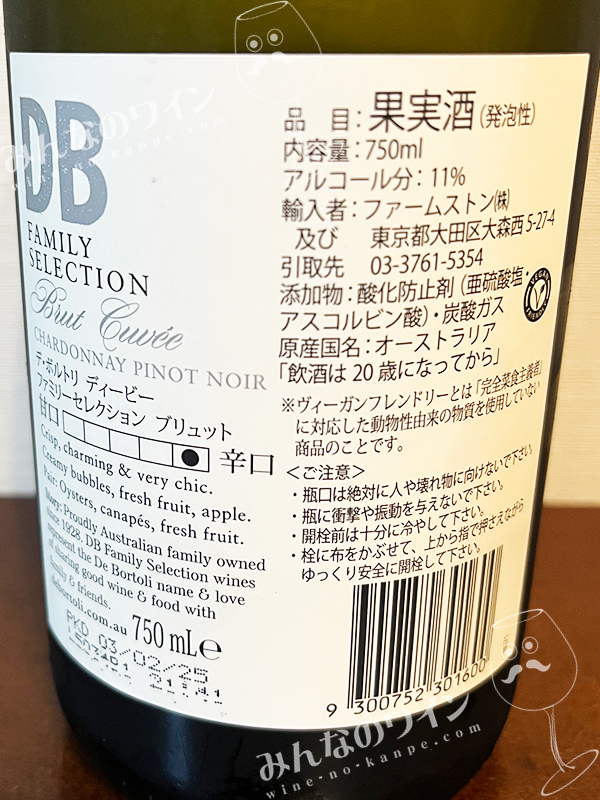 DB
FAMILY
SELECTION
Brut Cuvée
CHARDONNAY PINOT NOIR
デ・ボルトリ ディービー
ファミリーセレクション ブリュット
甘口 辛口
Crisp, charming & very chic.
Creamy bubbles, fresh fruit, apple.
Pair: Oysters, canapés, fresh fruit.
Story: Proudly Australian family owned
since 1928. DB Family Selection wines
represent the De Bortoli name & love
of sharing good wine & food with
family & friends.
debortoli.com.au 750 mLe
PKD 03/02/25
品 目：果実酒（発泡性）
内容量：750ml
アルコール分：11%
輸入者：ファームストン㈱
及び 東京都大田区大森西 5-27-4
引取先 03-3761-5354
添加物：酸化防止剤（亜硫酸塩・
アスコルビン酸）・炭酸ガス
原産国名：オーストラリア
「飲酒は 20 歳になってから」
VEGAN
FRIENDLY
※ヴィーガンフレンドリーとは「完全菜食主義者」
に対応した動物性由来の物質を使用していない
商品のことです。
＜ご注意＞
・瓶口は絶対に人や壊れ物に向けないで下さい。
・瓶に衝撃や振動を与えないで下さい。
・開栓前は十分に冷やして下さい。
・栓に布をかぶせて、上から指で押さえながら
ゆっくり安全に開栓して下さい。
9 300752 301600
みんなのワイン
wine-no-kanpe.com
みんなのワイン
wine-no-kanpe.com